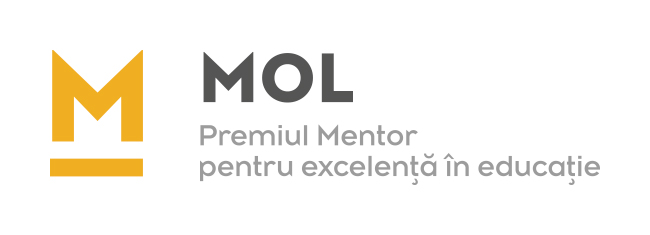 M
MOL
Premiul Mentor
pentru excelență în educație